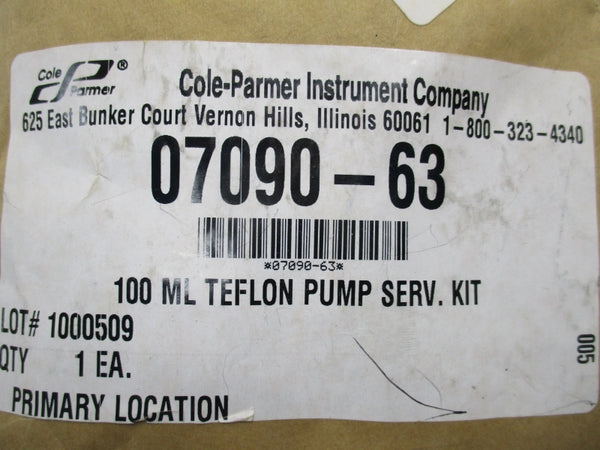 Cole
Parmer®
Cole-Parmer Instrument Company
625 East Bunker Court Vernon Hills, Illinois 60061 1-800-323-4340
07090-63
*07090-63*
100 ML TEFLON PUMP SERV. KIT
LOT# 1000509
QTY 1 EA.
005
PRIMARY LOCATION